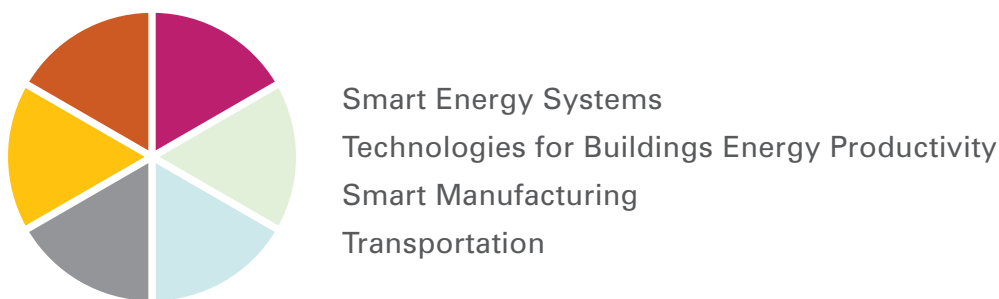 Smart Energy Systems
Technologies for Buildings Energy Productivity
Smart Manufacturing
Transportation